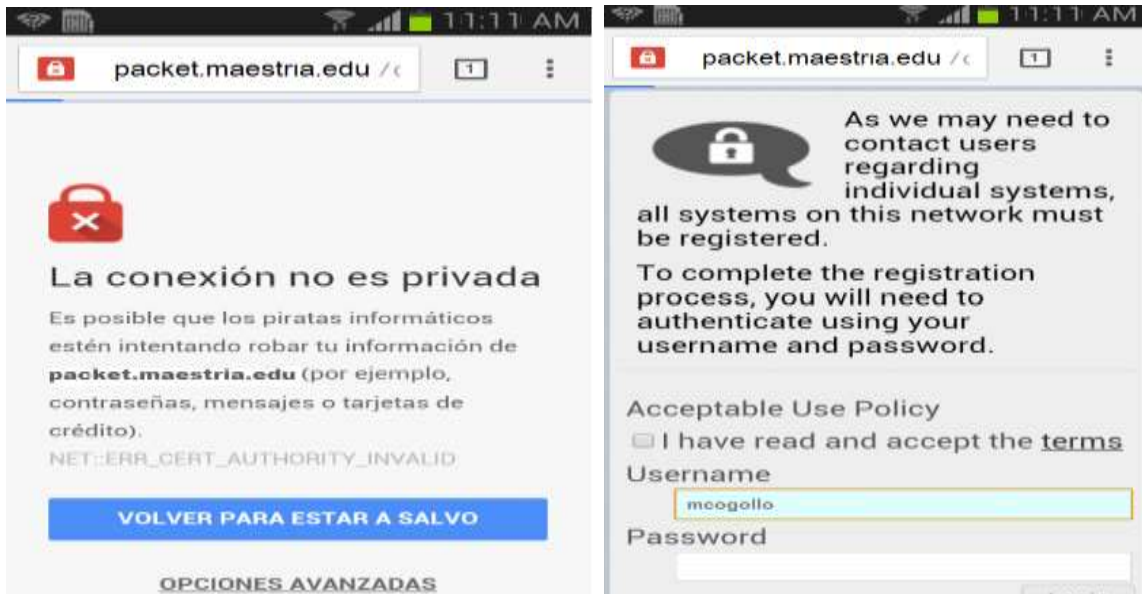 11:11 AM
packet.maestria.edu /c
1
La conexión no es privada
Es posible que los piratas informáticos
estén intentando robar tu información de
packet.maestria.edu (por ejemplo,
contraseñas, mensajes o tarjetas de
crédito).
NET::ERR_CERT_AUTHORITY_INVALID
VOLVER PARA ESTAR A SALVO
OPCIONES AVANZADAS
11:11 AM
packet.maestria.edu /c
1
As we may need to
contact users
regarding
individual systems,
all systems on this network must
be registered.
To complete the registration
process, you will need to
authenticate using your
username and password.
Acceptable Use Policy
I have read and accept the terms
Username
mcogollo
Password